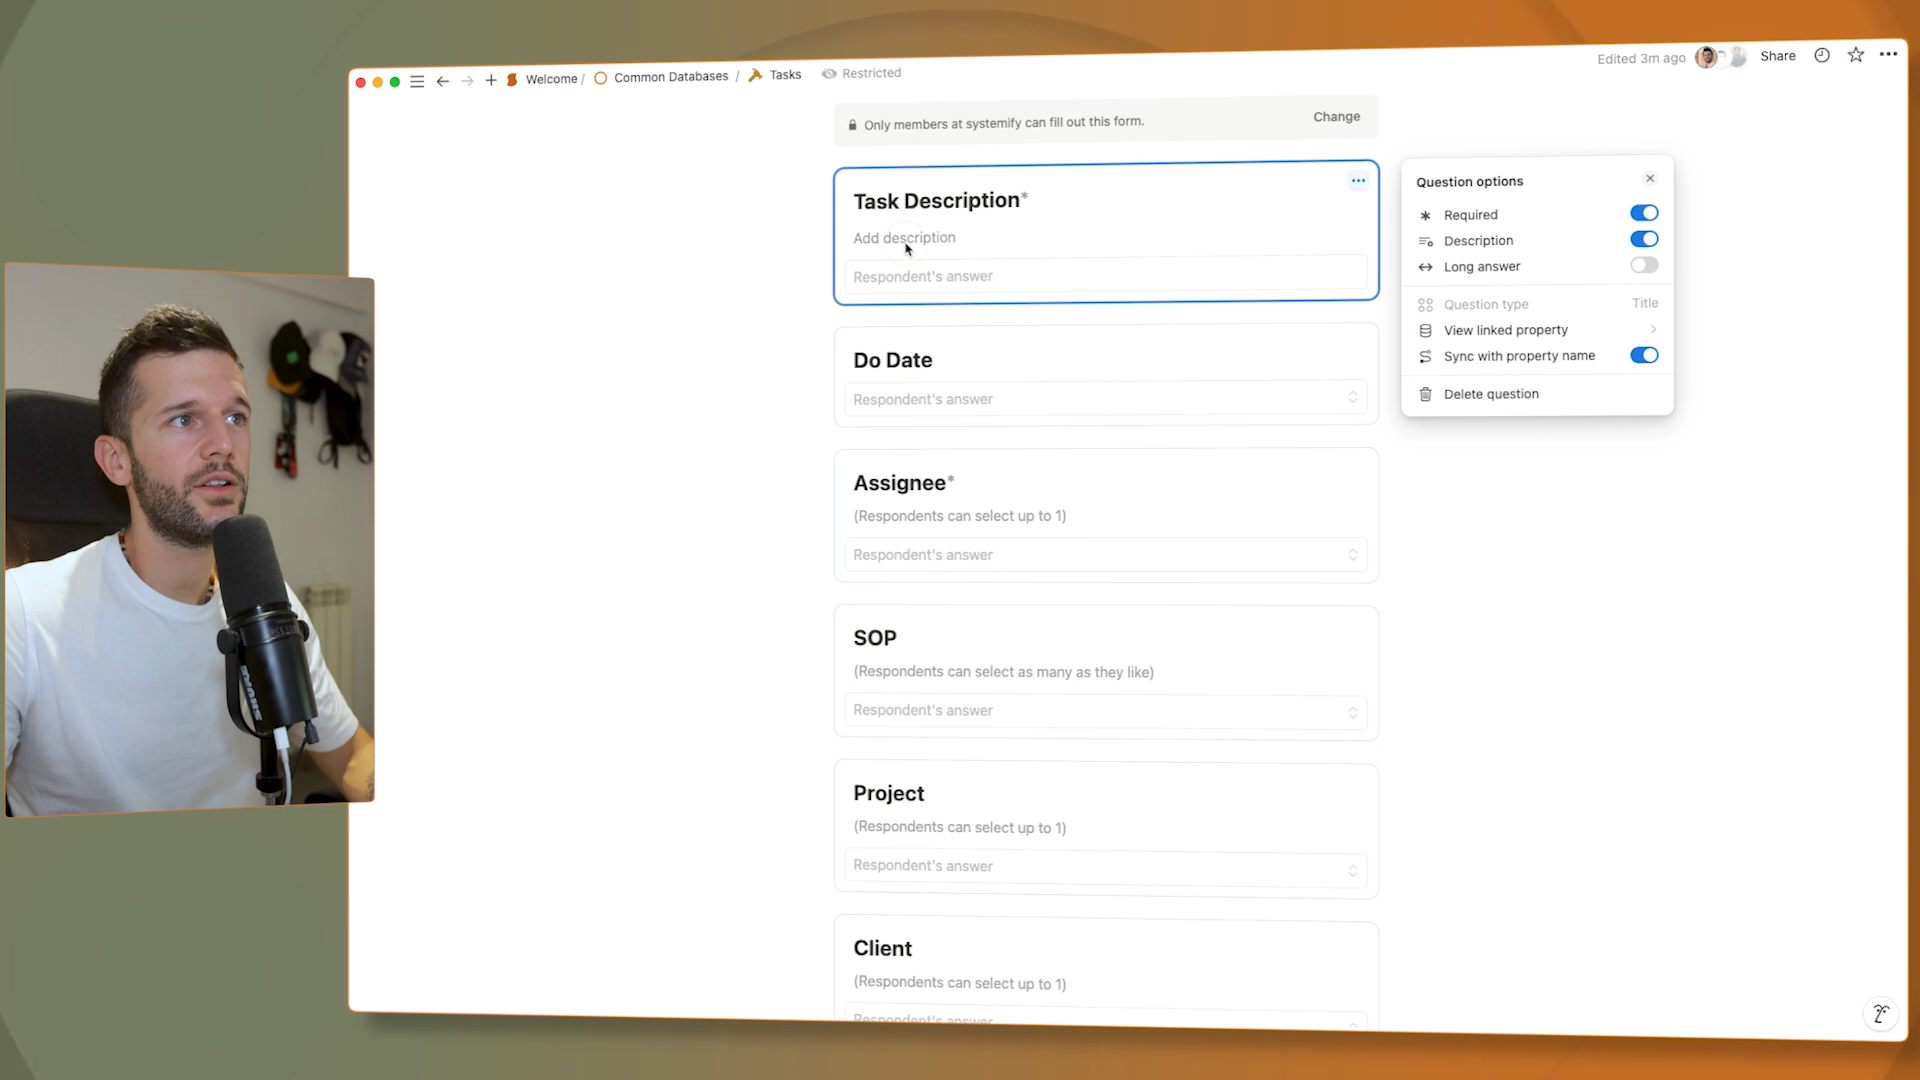 Welcome / Common Databases / Tasks Restricted
Edited 3m ago Share
Only members at systemify can fill out this form. Change
Task Description*
Add description
Respondent's answer
Do Date
Respondent's answer
Assignee*
(Respondents can select up to 1)
Respondent's answer
SOP
(Respondents can select as many as they like)
Respondent's answer
Project
(Respondents can select up to 1)
Respondent's answer
Client
(Respondents can select up to 1)
Respondent's answer
Question options
Required
Description
Long answer
Question type Title
View linked property
Sync with property name
Delete question
SHURE